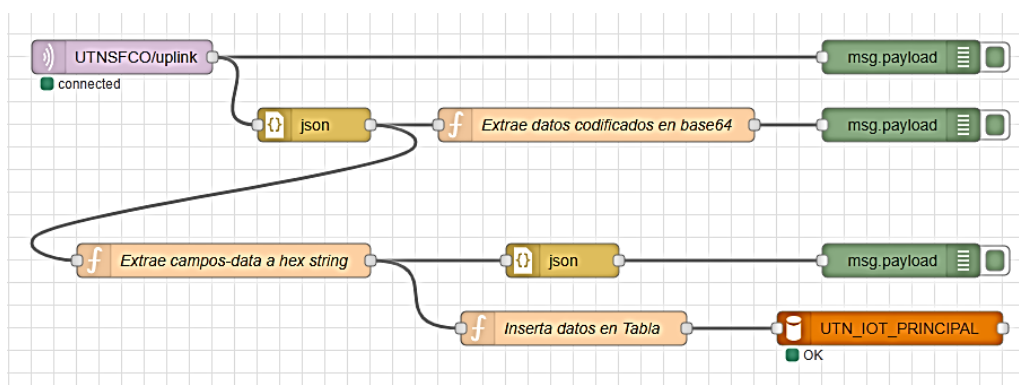 UTNSFCO/uplink
msg.payload
connected
json
Extrae datos codificados en base64
msg.payload
Extrae campos-data a hex string
json
msg.payload
Inserta datos en Tabla
UTN_IOT_PRINCIPAL
OK